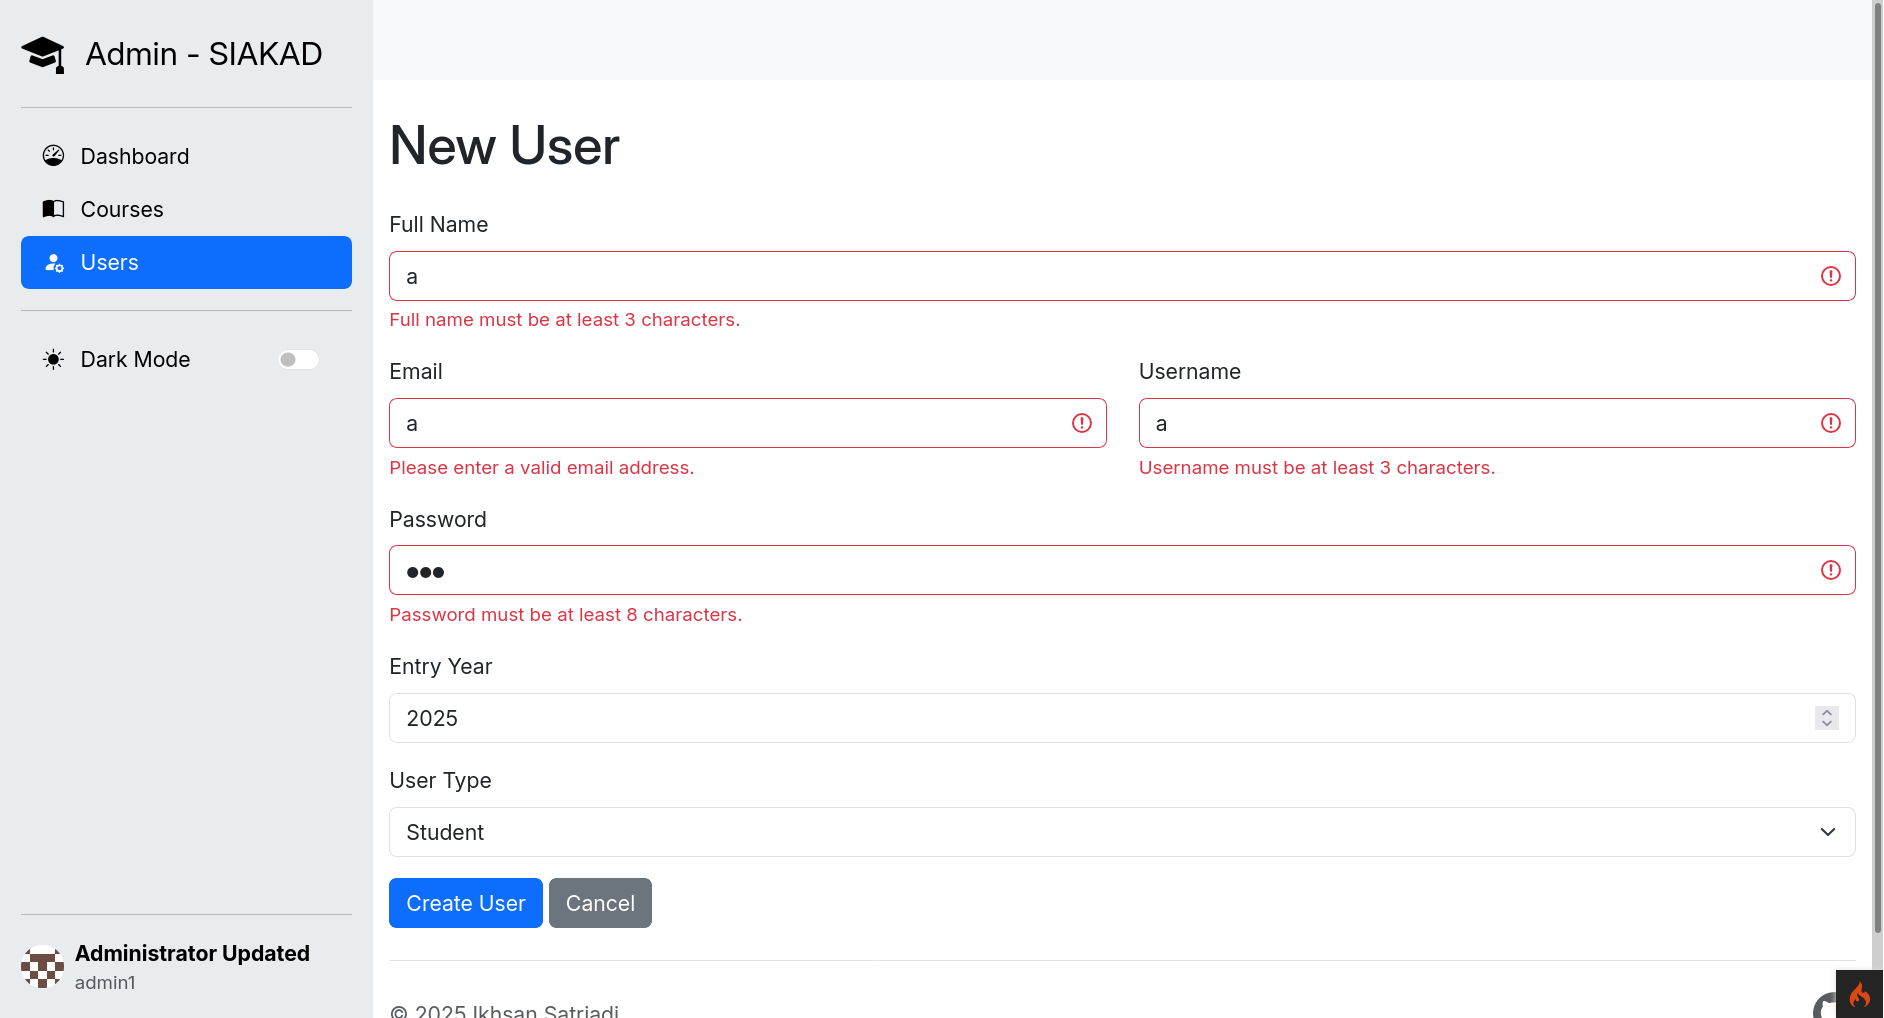 Admin - SIAKAD
Dashboard
Courses
Users
Dark Mode
Administrator Updated
admin1
New User
Full Name
a
Full name must be at least 3 characters.
Email
Username
a
a
Please enter a valid email address.
Username must be at least 3 characters.
Password
Password must be at least 8 characters.
Entry Year
2025
User Type
Student
Create User
Cancel
© 2025 Ikhsan Satriadi